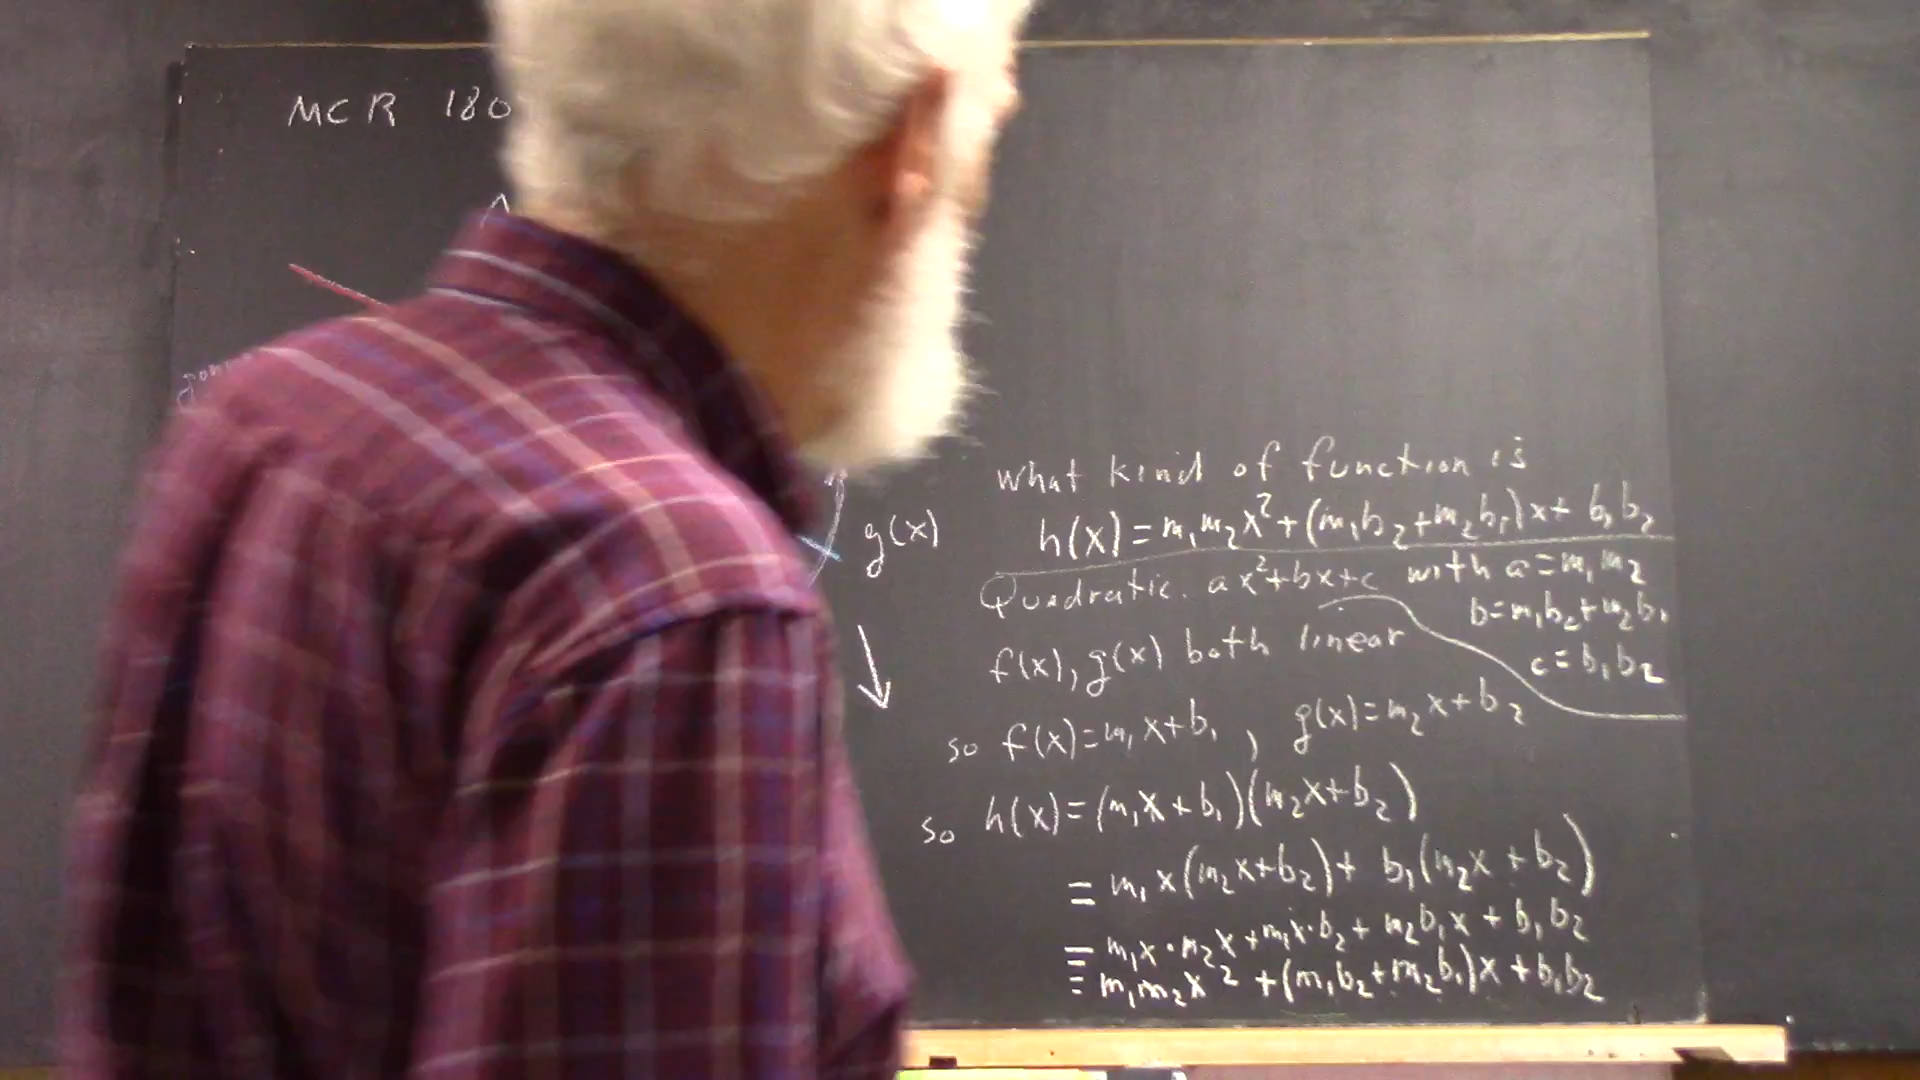 MCR 180
g(x)
what kind of function is
h(x) = m₁m₂x² + (m₁b₂+m₂b₁)x + b₁b₂
Quadratic. ax²+bx+c with a = m₁m₂
b=m₁b₂+m₂b₁
c = b₁b₂
f(x), g(x) both linear
so f(x)=m₁x+b₁, g(x)=m₂x+b₂
so h(x)=(m₁x+b₁)(m₂x+b₂)
= m₁x(m₂x+b₂)+ b₁(m₂x+b₂)
= m₁x·m₂x+m₁x·b₂+ m₂b₁x + b₁b₂
= m₁m₂x² +(m₁b₂+m₂b₁)x + b₁b₂